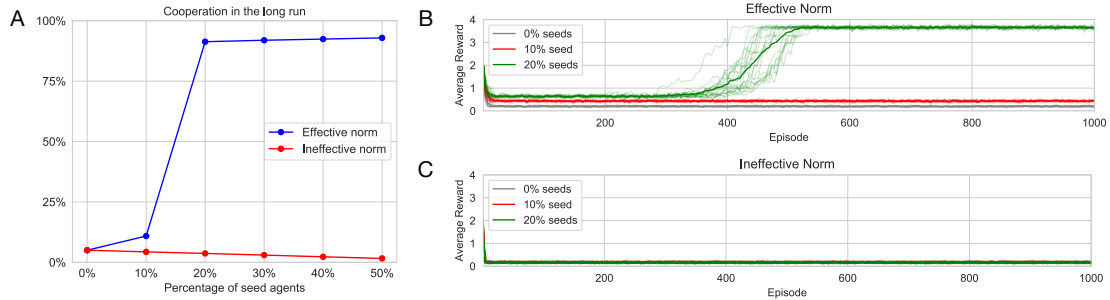 A
Cooperation in the long run
100%
75%
50%
25%
0%
Effective norm
Ineffective norm
0% 10% 20% 30% 40% 50%
Percentage of seed agents
B
Effective Norm
Average Reward
4
3
2
1
0
0% seeds
10% seed
20% seeds
200 400 600 800 1000
Episode
C
Ineffective Norm
Average Reward
4
3
2
1
0
0% seeds
10% seed
20% seeds
200 400 600 800 1000
Episode